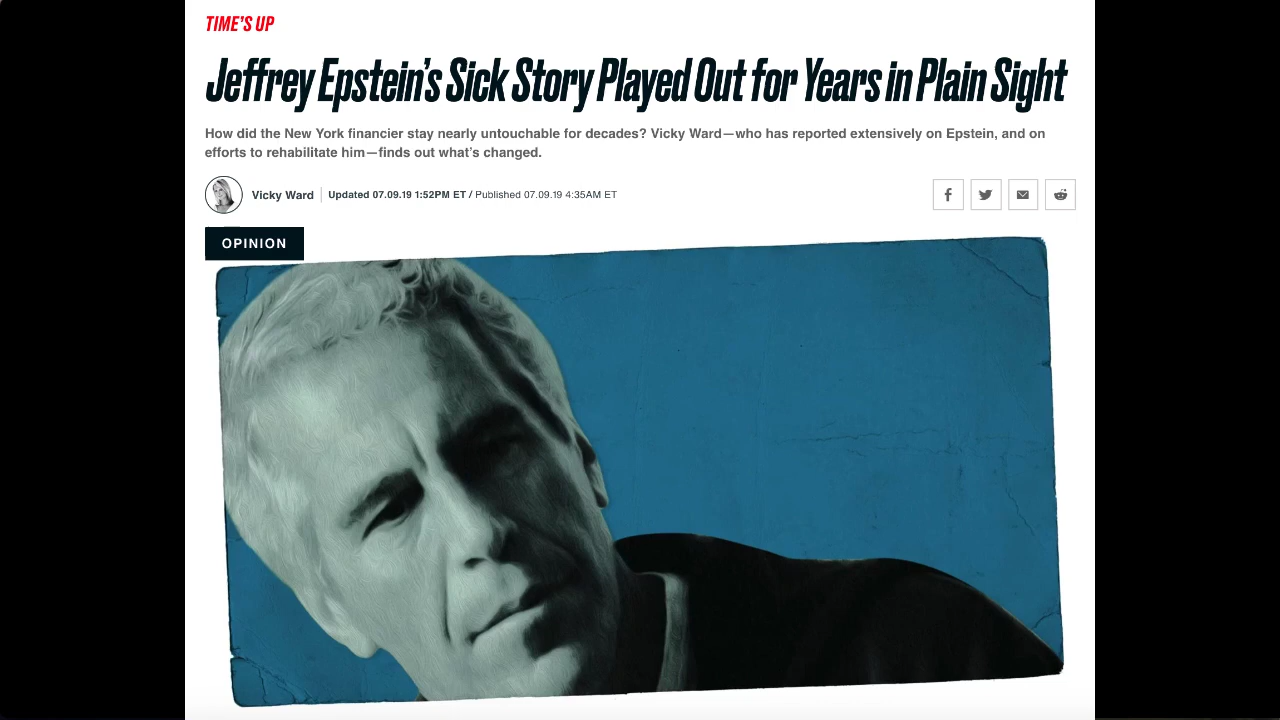 TIME'S UP
Jeffrey Epstein's Sick Story Played Out for Years in Plain Sight
How did the New York financier stay nearly untouchable for decades? Vicky Ward—who has reported extensively on Epstein, and on
efforts to rehabilitate him—finds out what's changed.
Vicky Ward | Updated 07.09.19 1:52PM ET / Published 07.09.19 4:35AM ET
OPINION